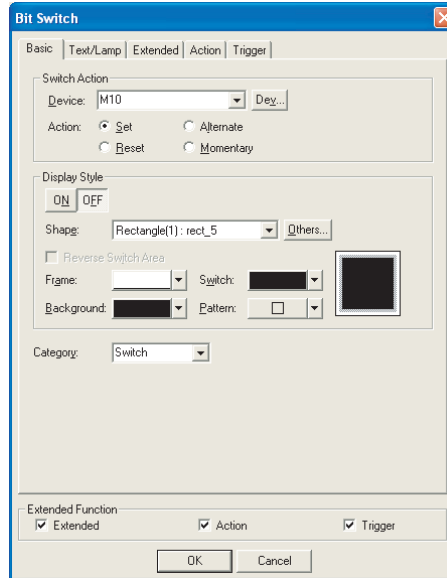 Bit Switch
Basic Text/Lamp Extended Action Trigger
Switch Action
Device: M10 Dev...
Action: Set Alternate
Reset Momentary
Display Style
ON OFF
Shape: Rectangle(1) : rect_5 Others...
Reverse Switch Area
Frame: Switch:
Background: Pattern:
Category: Switch
Extended Function
Extended Action Trigger
OK Cancel